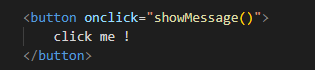 <button onclick="showMessage()">
click me !
</button>